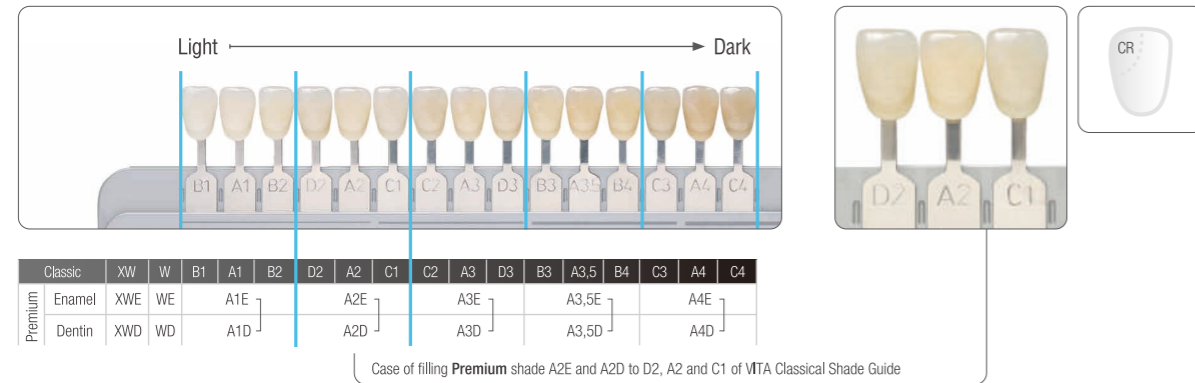 Light Dark
CR
B1 A1 B2 D2 A2 C1 C2 A3 D3 B3 A3,5 B4 C3 A4 C4
D2 A2 C1
Classic XW W B1 A1 B2 D2 A2 C1 C2 A3 D3 B3 A3,5 B4 C3 A4 C4
Premium
Enamel XWE WE A1E A2E A3E A3,5E A4E
Dentin XWD WD A1D A2D A3D A3,5D A4D
Case of filling Premium shade A2E and A2D to D2, A2 and C1 of VITA Classical Shade Guide